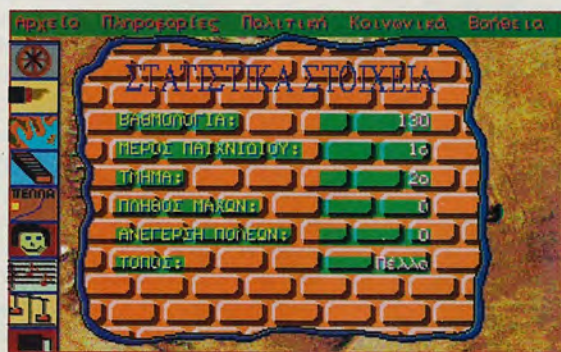 Αρχείο Πληροφορίες Πολιτική Κοινωνικά Βοήθεια
ΣΤΑΤΙΣΤΙΚΑ ΣΤΟΙΧΕΙΑ
ΒΑΘΜΟΛΟΓΙΑ: 130
ΜΕΡΟΣ ΠΑΙΧΝΙΔΙΟΥ: 1ο
ΤΜΗΜΑ: 2ο
ΠΛΗΘΟΣ ΜΑΧΩΝ: 0
ΑΝΕΓΕΡΣΗ ΠΟΛΕΩΝ: 0
ΤΟΠΟΣ: Πέλλα
ΠΕΛΛΑ